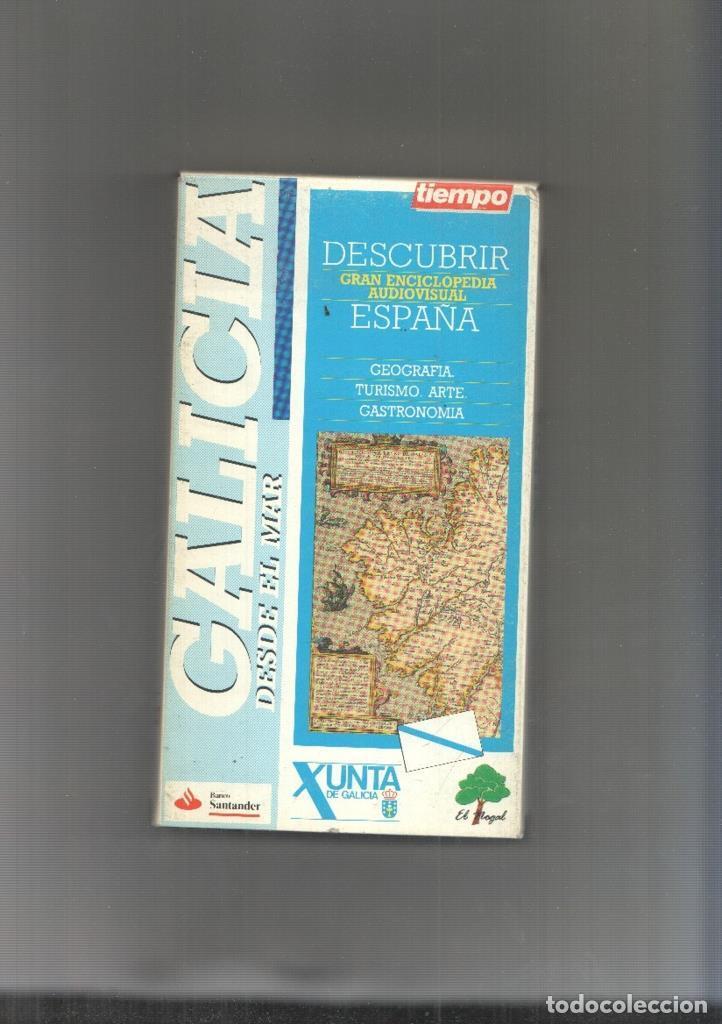 tiempo
GALICIA
DESDE EL MAR
DESCUBRIR
GRAN ENCICLOPEDIA
AUDIOVISUAL
ESPAÑA
GEOGRAFIA.
TURISMO. ARTE.
GASTRONOMIA
Banco
Santander
XUNTA
DE GALICIA
El Nogal
todocoleccion